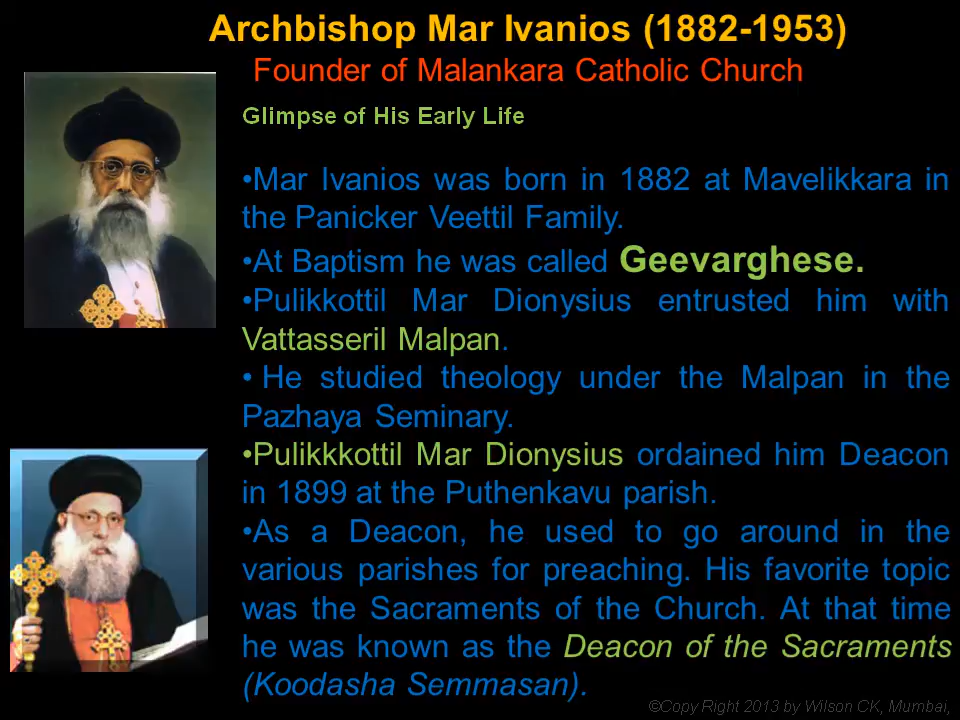 Archbishop Mar Ivanios (1882-1953)
Founder of Malankara Catholic Church
Glimpse of His Early Life
•Mar Ivanios was born in 1882 at Mavelikkara in
the Panicker Veettil Family.
•At Baptism he was called Geevarghese.
•Pulikkottil Mar Dionysius entrusted him with
Vattasseril Malpan.
• He studied theology under the Malpan in the
Pazhaya Seminary.
•Pulikkkottil Mar Dionysius ordained him Deacon
in 1899 at the Puthenkavu parish.
•As a Deacon, he used to go around in the
various parishes for preaching. His favorite topic
was the Sacraments of the Church. At that time
he was known as the Deacon of the Sacraments
(Koodasha Semmasan).
©Copy Right 2013 by Wilson CK, Mumbai,